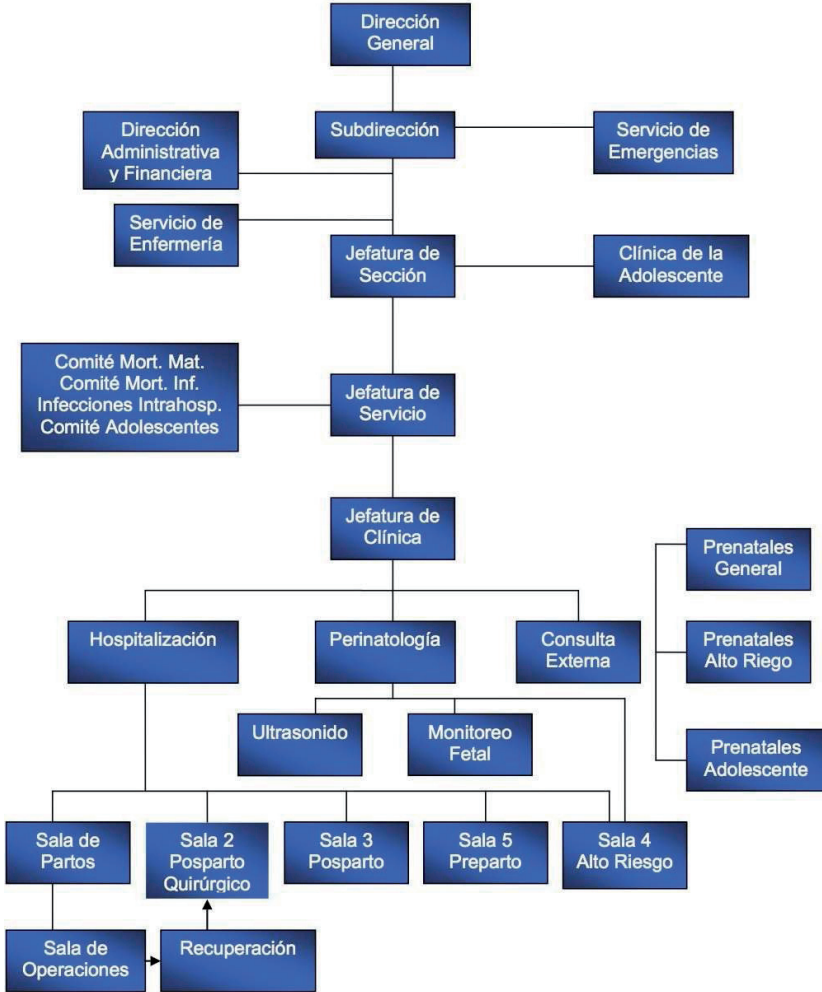 Dirección
General
Dirección
Administrativa
y Financiera
Subdirección
Servicio de
Emergencias
Servicio de
Enfermería
Jefatura de
Sección
Clínica de la
Adolescente
Comité Mort. Mat.
Comité Mort. Inf.
Infecciones Intrahosp.
Comité Adolescentes
Jefatura de
Servicio
Jefatura de
Clínica
Prenatales
General
Hospitalización
Perinatología
Consulta
Externa
Prenatales
Alto Riego
Ultrasonido
Monitoreo
Fetal
Prenatales
Adolescente
Sala de
Partos
Sala 2
Posparto
Quirúrgico
Sala 3
Posparto
Sala 5
Preparto
Sala 4
Alto Riesgo
Sala de
Operaciones
Recuperación